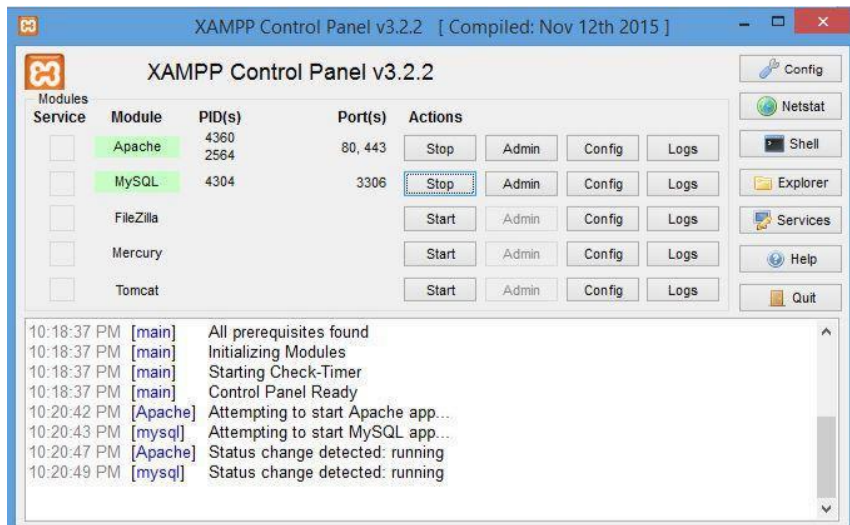 XAMPP Control Panel v3.2.2 [ Compiled: Nov 12th 2015 ]
XAMPP Control Panel v3.2.2
Config
Modules
Service Module PID(s) Port(s) Actions
Netstat
Apache 4360 2564 80, 443 Stop Admin Config Logs
Shell
MySQL 4304 3306 Stop Admin Config Logs
Explorer
FileZilla Start Admin Config Logs
Services
Mercury Start Admin Config Logs
Help
Tomcat Start Admin Config Logs
Quit
10:18:37 PM [main] All prerequisites found
10:18:37 PM [main] Initializing Modules
10:18:37 PM [main] Starting Check-Timer
10:18:37 PM [main] Control Panel Ready
10:20:42 PM [Apache] Attempting to start Apache app...
10:20:43 PM [mysql] Attempting to start MySQL app...
10:20:47 PM [Apache] Status change detected: running
10:20:49 PM [mysql] Status change detected: running